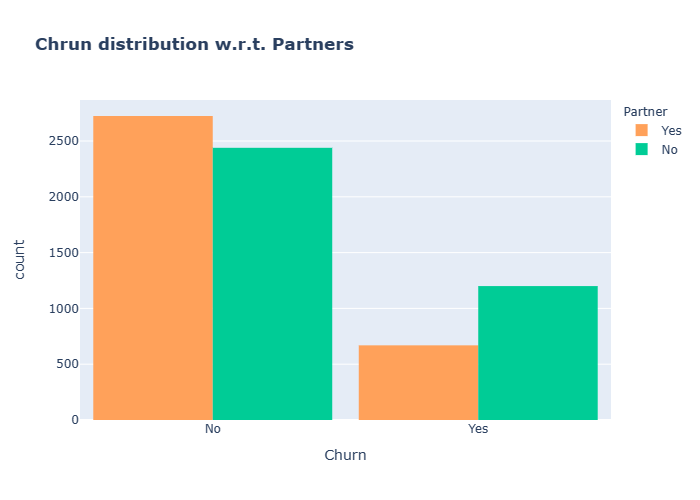 Chrun distribution w.r.t. Partners
Partner
Yes
No
2500
2000
1500
1000
500
0
count
No
Yes
Churn